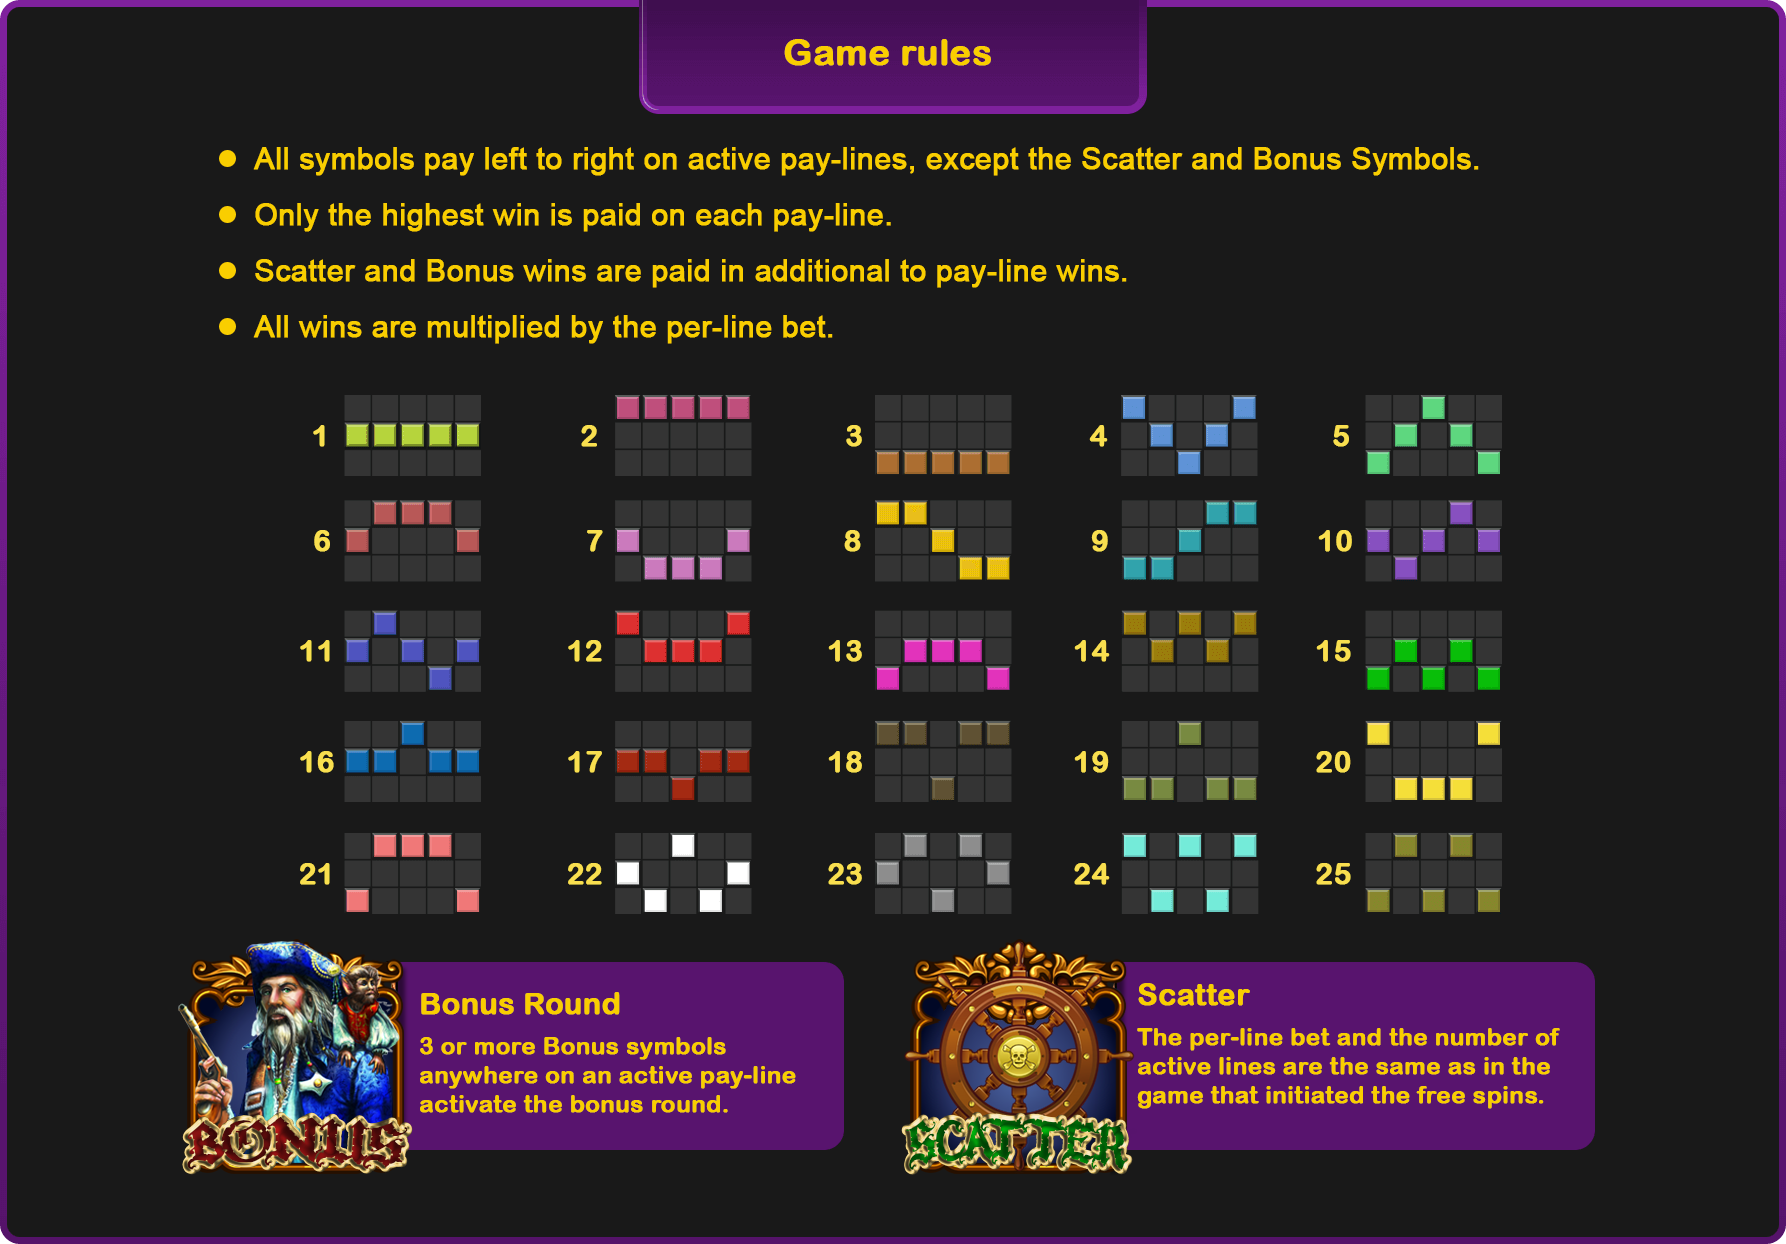 Game rules
All symbols pay left to right on active pay-lines, except the Scatter and Bonus Symbols.
Only the highest win is paid on each pay-line.
Scatter and Bonus wins are paid in additional to pay-line wins.
All wins are multiplied by the per-line bet.
1 2 3 4 5
6 7 8 9 10
11 12 13 14 15
16 17 18 19 20
21 22 23 24 25
Bonus Round
3 or more Bonus symbols
anywhere on an active pay-line
activate the bonus round.
BONUS
Scatter
The per-line bet and the number of
active lines are the same as in the
game that initiated the free spins.
SCATTER